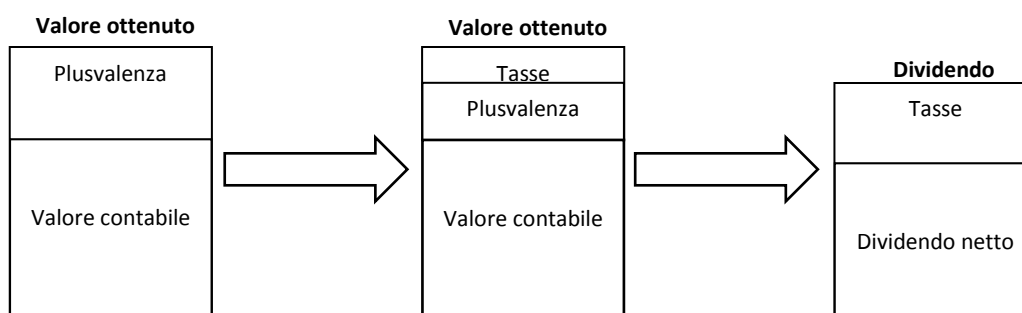 Valore ottenuto
Plusvalenza
Valore contabile
Valore ottenuto
Tasse
Plusvalenza
Valore contabile
Dividendo
Tasse
Dividendo netto